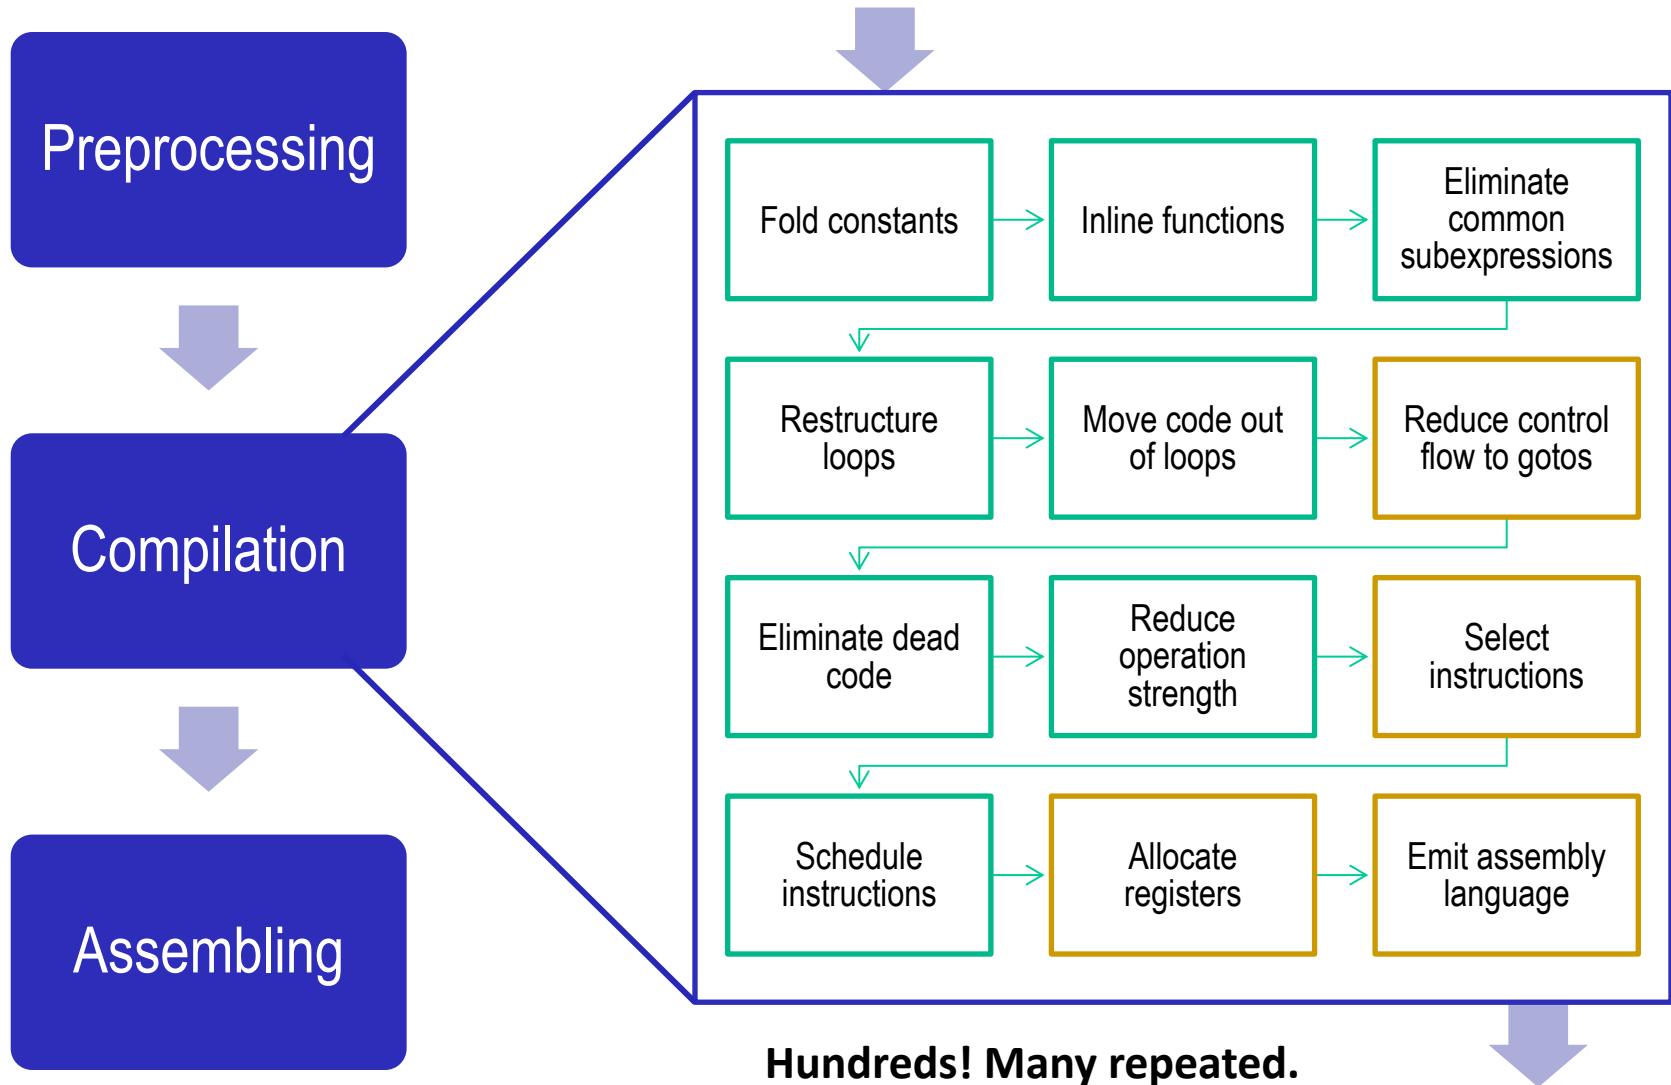 Preprocessing
Compilation
Assembling
Fold constants
Inline functions
Eliminate
common
subexpressions
Restructure
loops
Move code out
of loops
Reduce control
flow to gotos
Eliminate dead
code
Reduce
operation
strength
Select
instructions
Schedule
instructions
Allocate
registers
Emit assembly
language
Hundreds! Many repeated.